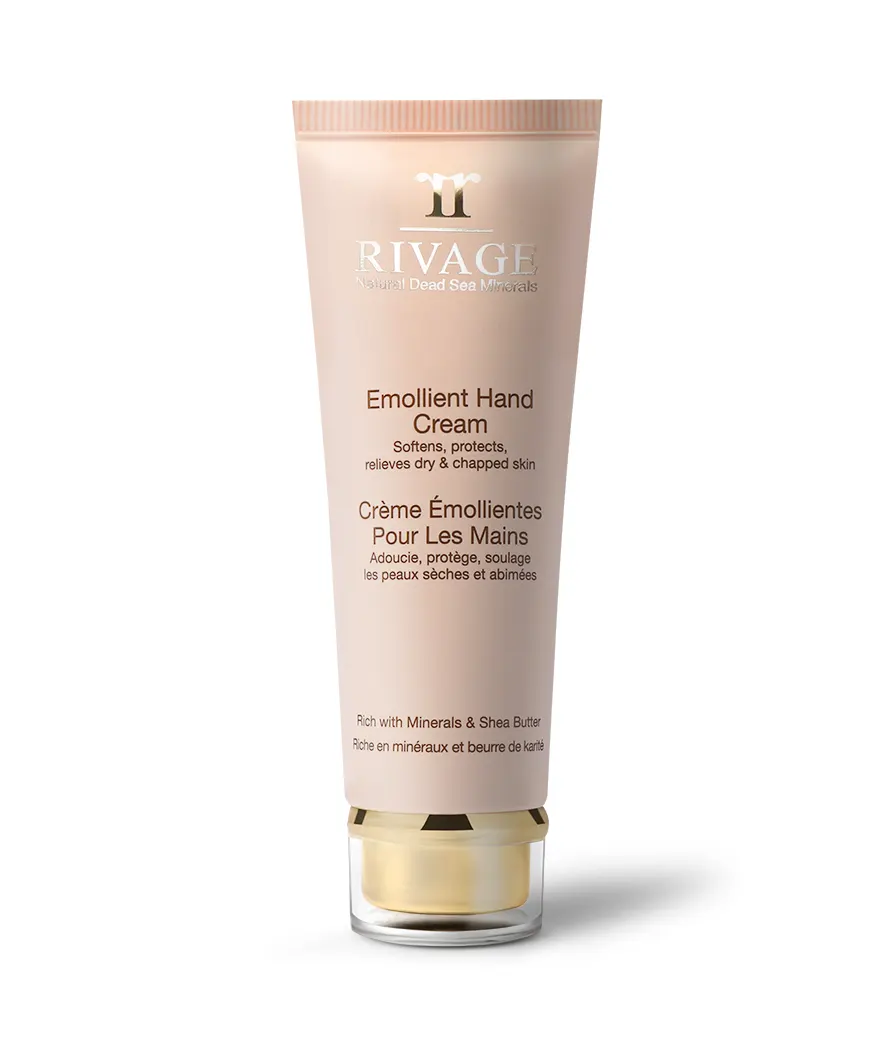 RIVAGE
Natural Dead Sea Minerals
Emollient Hand
Cream
Softens, protects,
relieves dry & chapped skin
Crème Émollientes
Pour Les Mains
Adoucie, protège, soulage
les peaux sèches et abimées
Rich with Minerals & Shea Butter
Riche en minéraux et beurre de karité